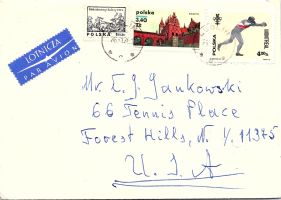 LOTNICZA
PAR AVION
POLSKA
polska
3,40
ZŁ
POLSKA
Mr. E. J. Jankowski
66 Tennis Place
Forest Hills, N. Y. 11375
U.S.A